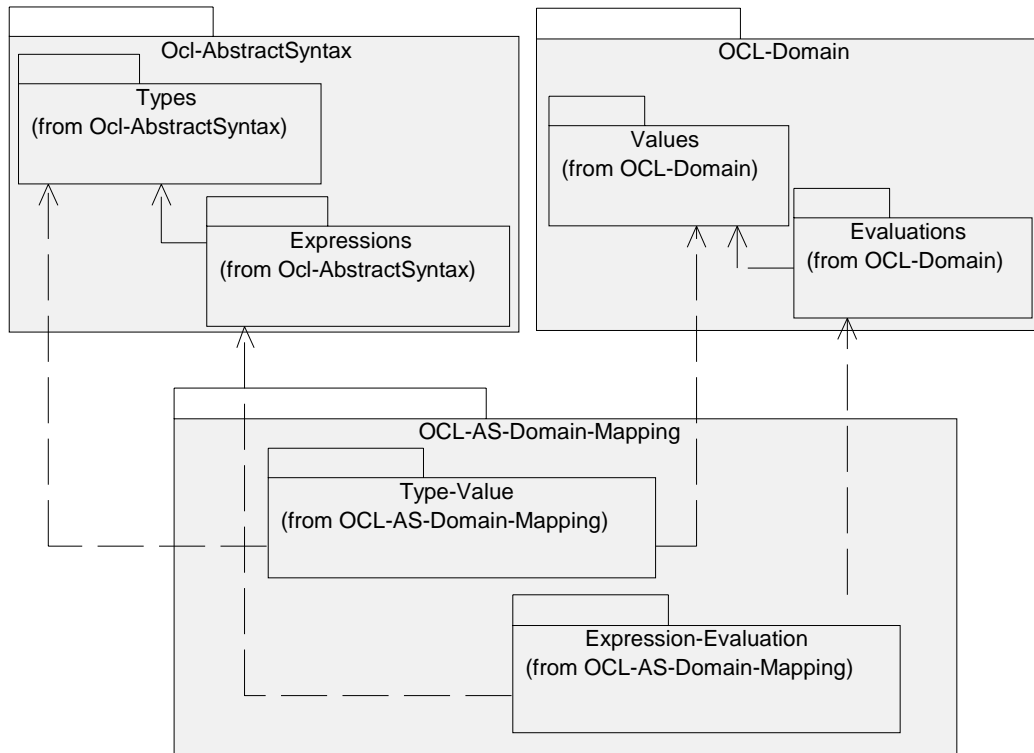 Ocl-AbstractSyntax
Types
(from Ocl-AbstractSyntax)
Expressions
(from Ocl-AbstractSyntax)
OCL-Domain
Values
(from OCL-Domain)
Evaluations
(from OCL-Domain)
OCL-AS-Domain-Mapping
Type-Value
(from OCL-AS-Domain-Mapping)
Expression-Evaluation
(from OCL-AS-Domain-Mapping)